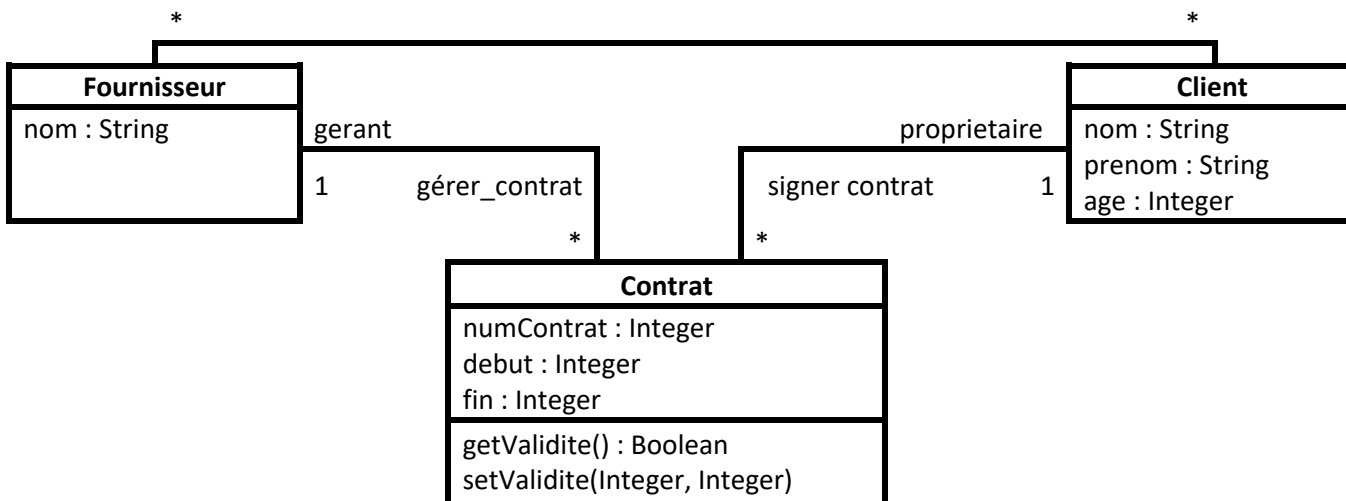 * *
Fournisseur
nom : String
gerant
1 gérer_contrat
*
proprietaire
signer contrat 1
*
Client
nom : String
prenom : String
age : Integer
Contrat
numContrat : Integer
debut : Integer
fin : Integer
getValidite() : Boolean
setValidite(Integer, Integer)